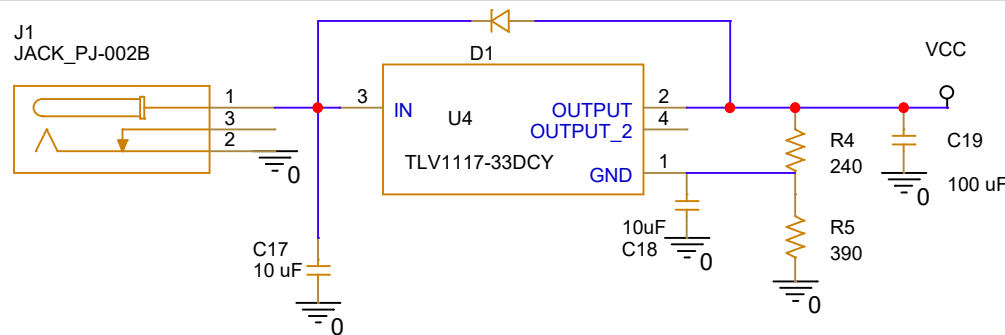 J1
JACK_PJ-002B
1
3
2
0
C17
10 uF
0
D1
3
IN
U4
TLV1117-33DCY
OUTPUT
OUTPUT_2
GND
2
4
1
10uF
C18
0
R4
240
R5
390
0
VCC
C19
100 uF
0